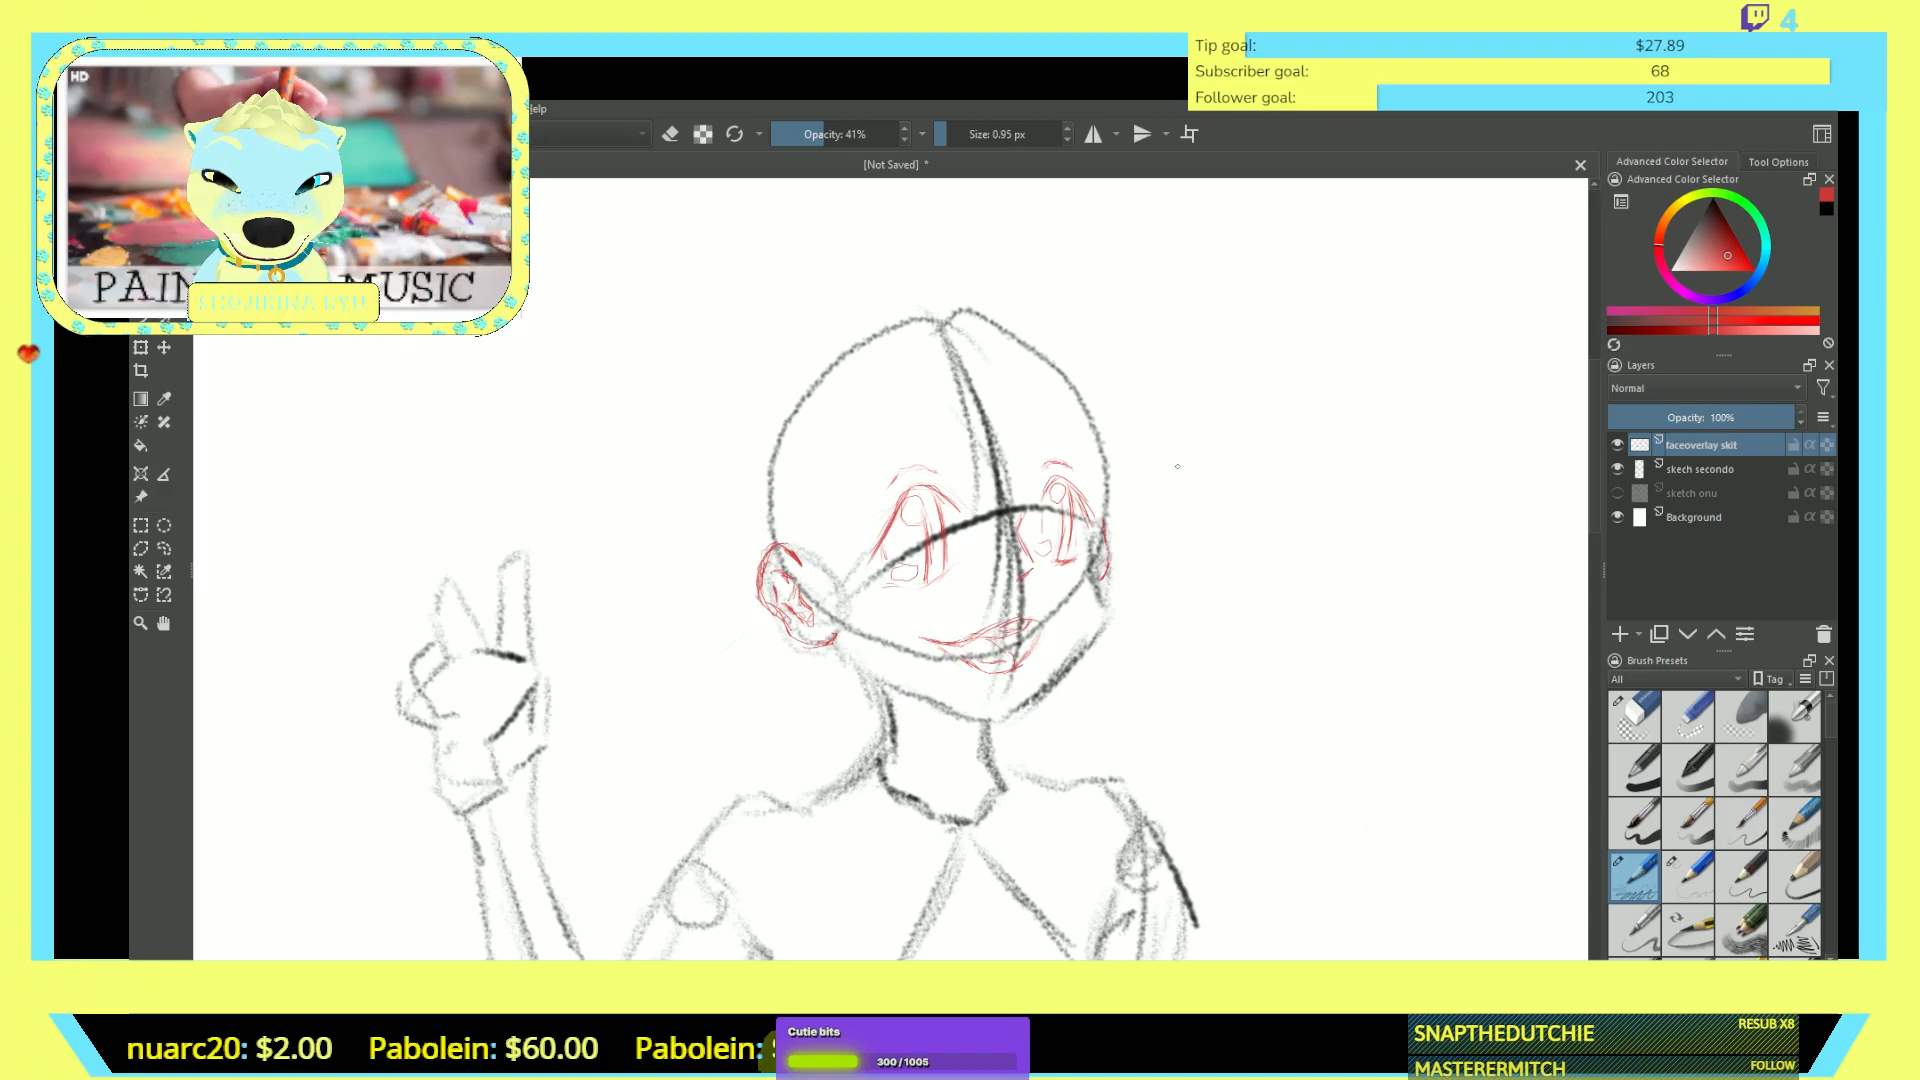 4
Tip goal: $27.89
Subscriber goal: 68
Follower goal: 203
HD
elp
Opacity: 41%
Size: 0.95 px
[Not Saved] *
Advanced Color Selector
Tool Options
Advanced Color Selector
PAIN
MUSIC
SHOJIKINA RYU
Layers
Normal
Opacity: 100%
faceoverlay skit
skech secondo
sketch onu
Background
Brush Presets
All
Tag
nuarc20: $2.00 Pabolein: $60.00 Pabolein:
Cutie bits
300/1005
SNAPTHEDUTCHIE RESUB X8
MASTERERMITCH FOLLOW